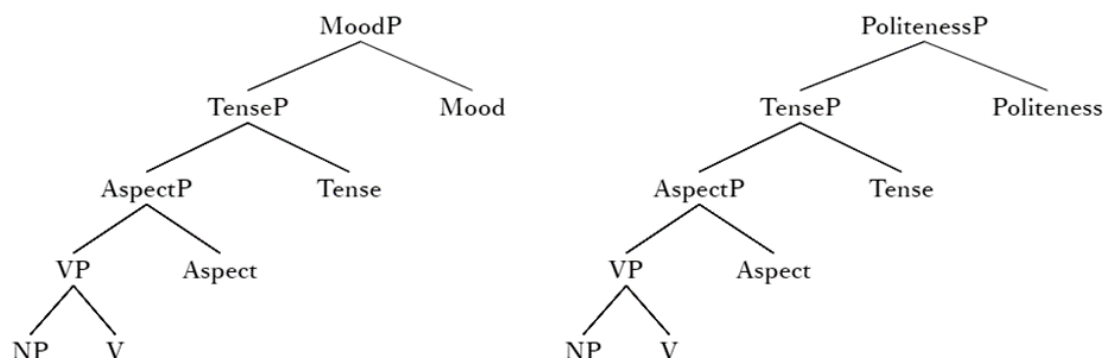 MoodP PolitenessP
TenseP Mood TenseP Politeness
AspectP Tense AspectP Tense
VP Aspect VP Aspect
NP V NP V